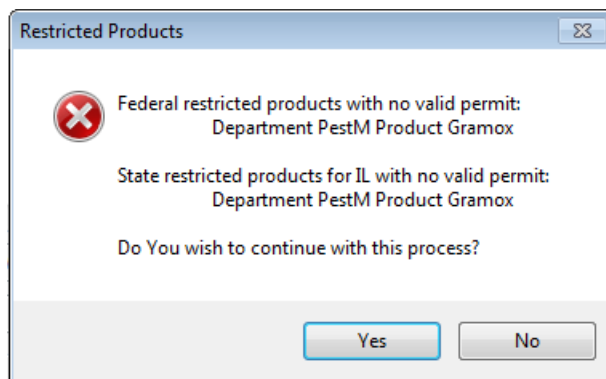 Restricted Products
Federal restricted products with no valid permit:
Department PestM Product Gramox
State restricted products for IL with no valid permit:
Department PestM Product Gramox
Do You wish to continue with this process?
Yes
No